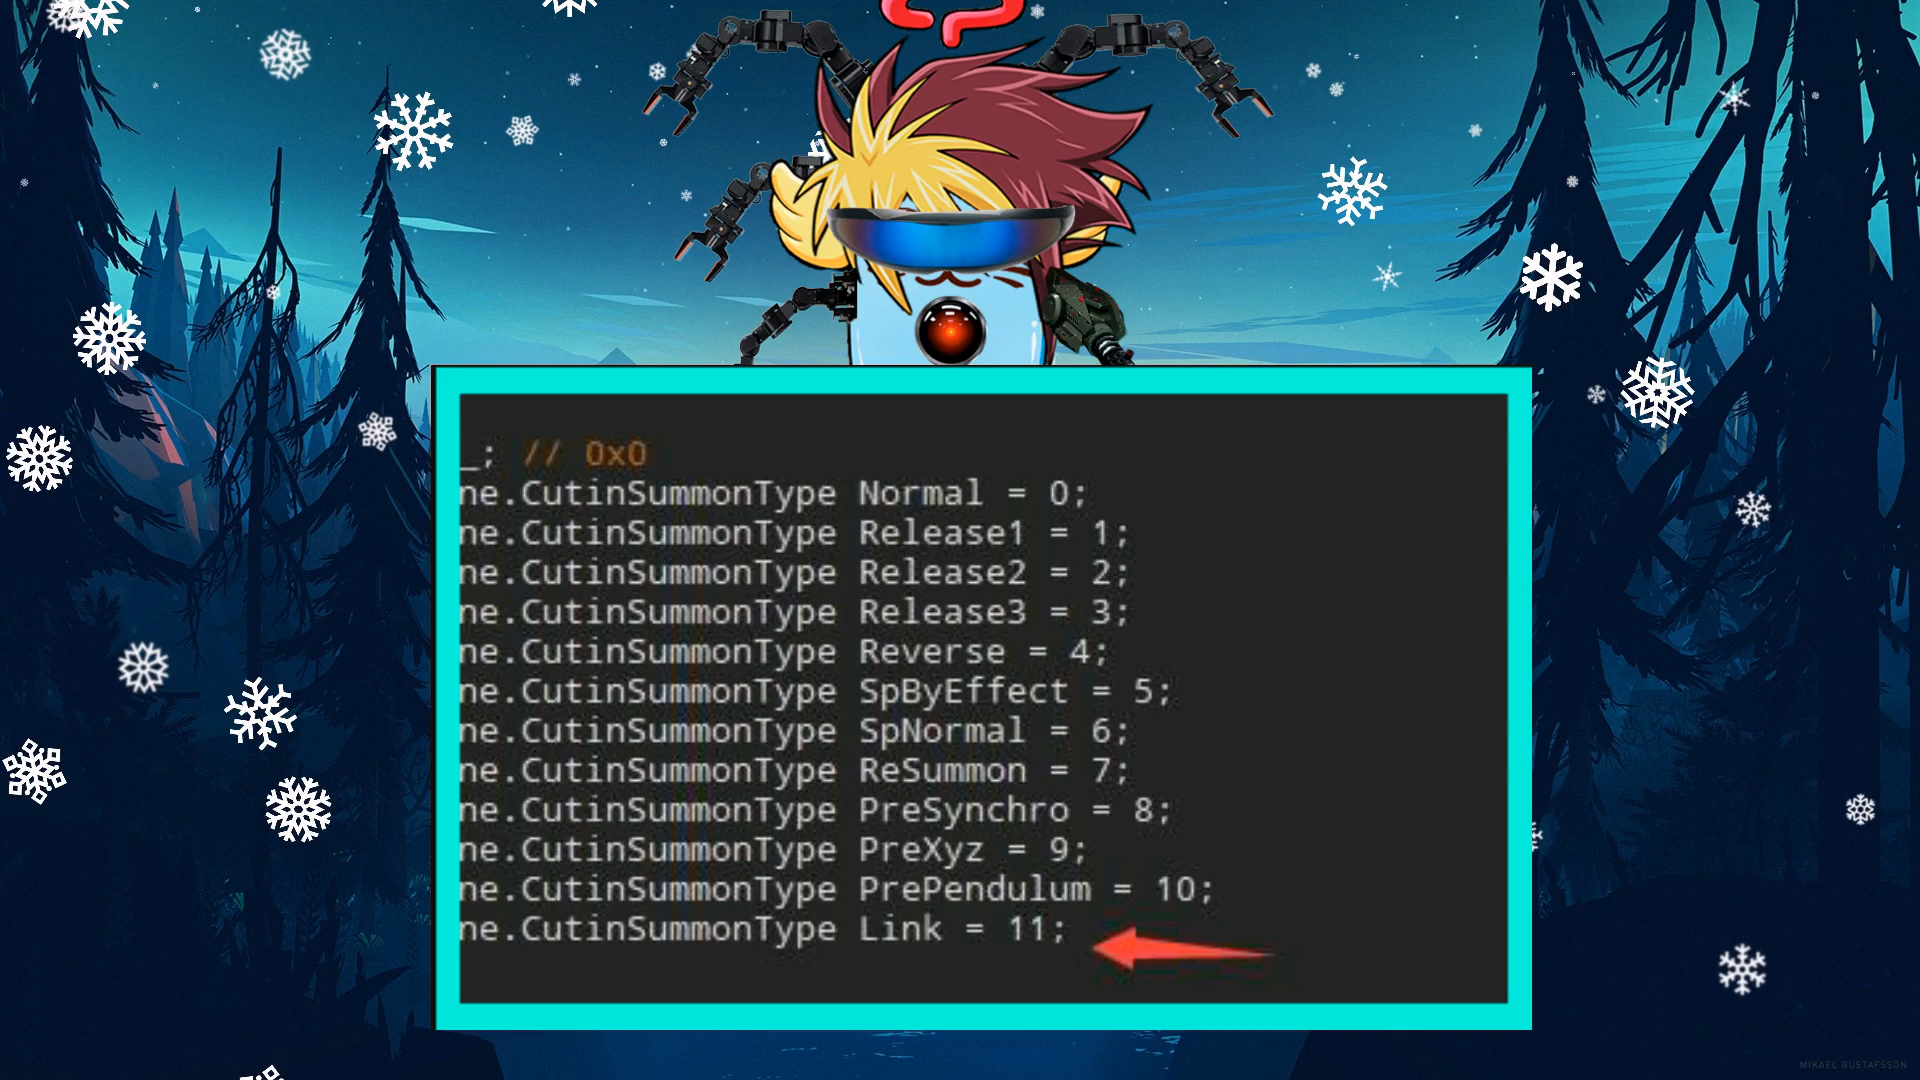 _; // 0x0
ne.CutinSummonType Normal = 0;
ne.CutinSummonType Release1 = 1;
ne.CutinSummonType Release2 = 2;
ne.CutinSummonType Release3 = 3;
ne.CutinSummonType Reverse = 4;
ne.CutinSummonType SpByEffect = 5;
ne.CutinSummonType SpNormal = 6;
ne.CutinSummonType ReSummon = 7;
ne.CutinSummonType PreSynchro = 8;
ne.CutinSummonType PreXyz = 9;
ne.CutinSummonType PrePendulum = 10;
ne.CutinSummonType Link = 11;
MIKAEL GUSTAFSSON